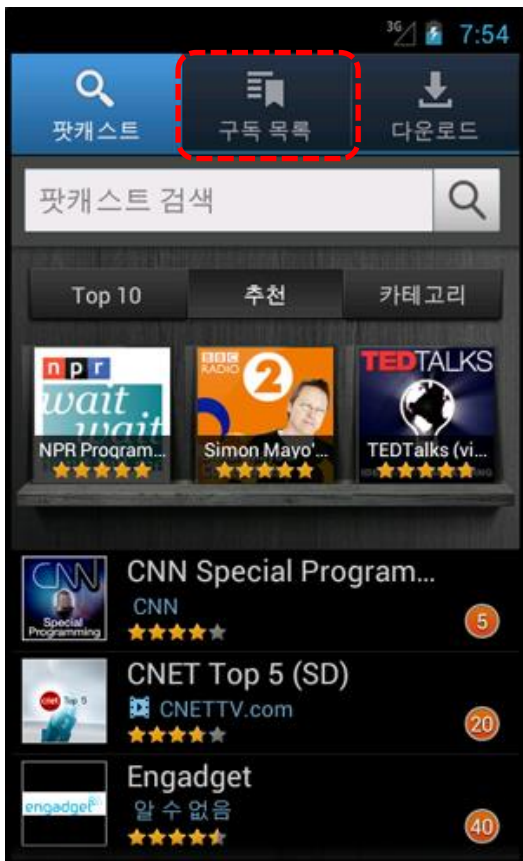 3G 7:54
팟캐스트 구독 목록 다운로드
팟캐스트 검색
Top 10 추천 카테고리
npr
wait
wait
NPR Program...
BBC
RADIO
2
Simon Mayo'...
TEDTALKS
TEDTalks (vi...
CNN
Special
Programming
CNN Special Program...
CNN
5
cnet Top 5
CNET Top 5 (SD)
CNETTV.com
20
engadget
Engadget
알 수 없음
40